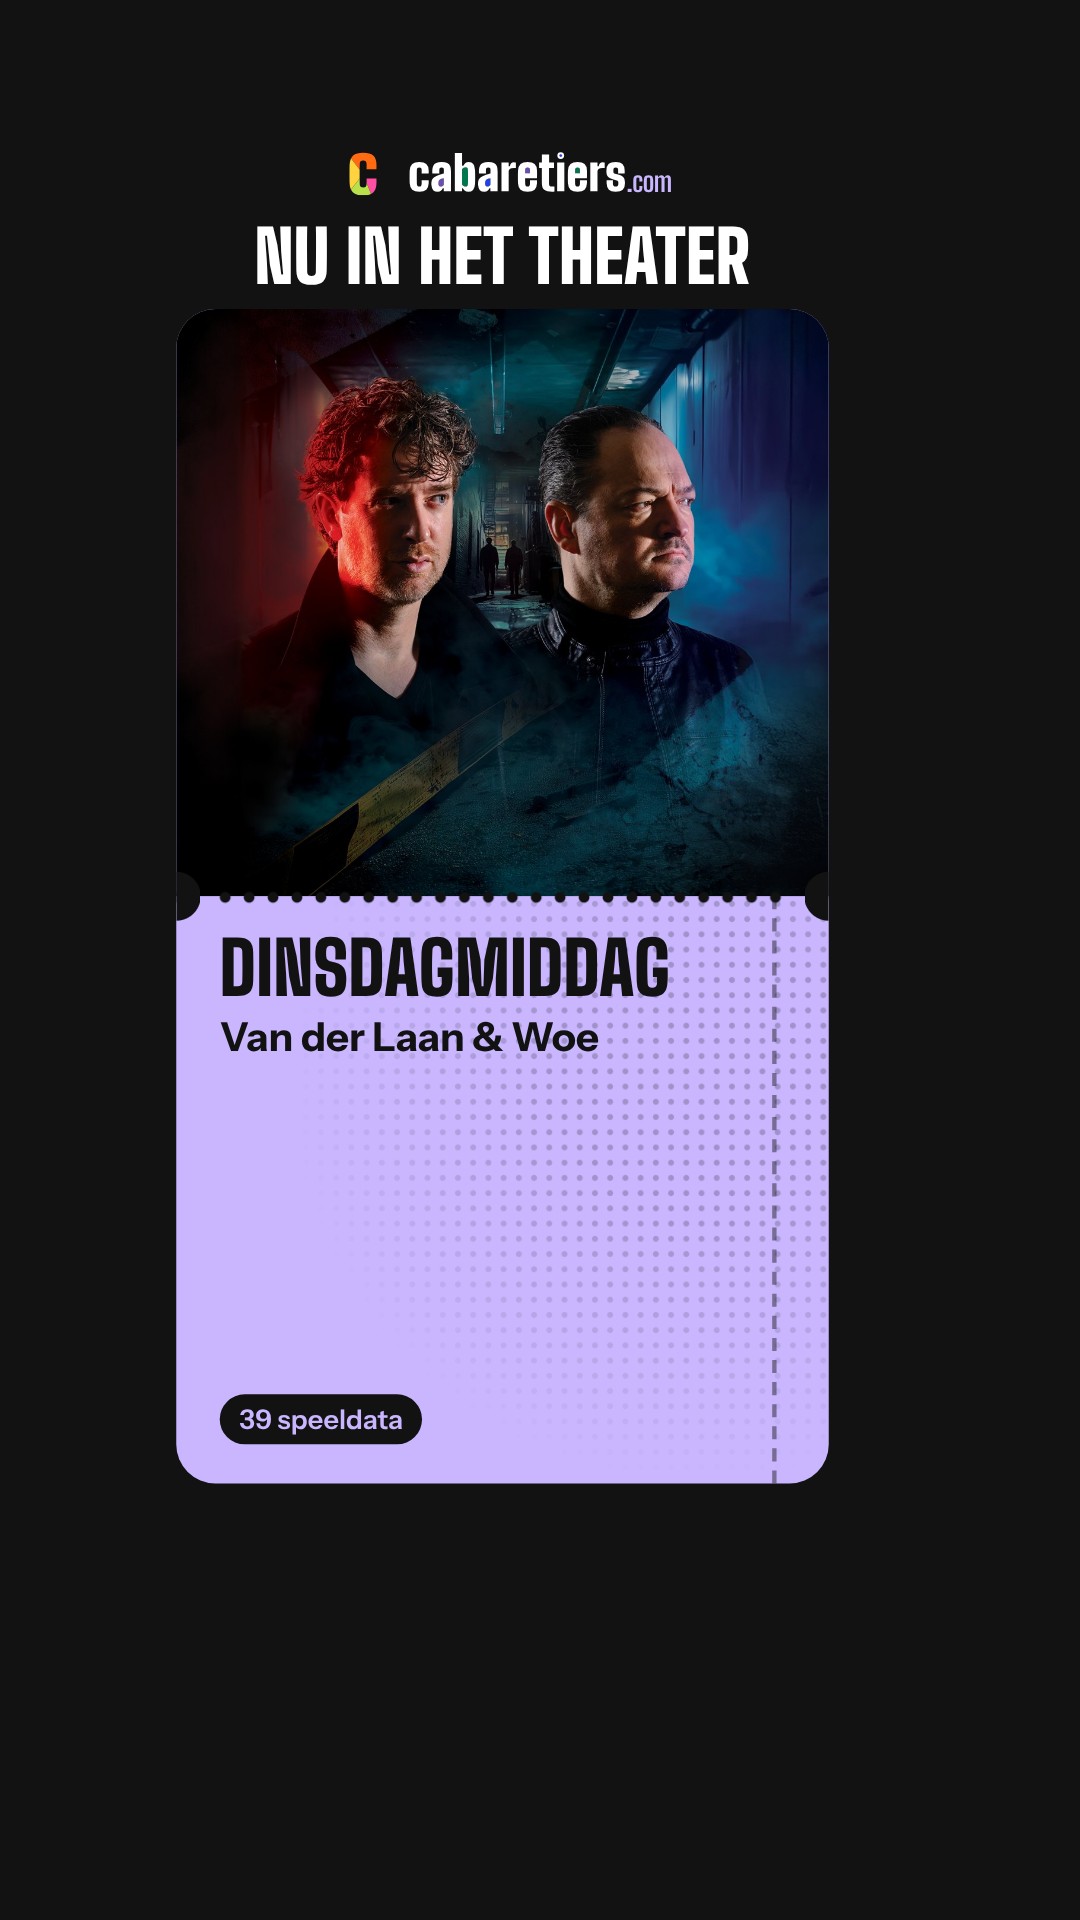 C cabaretiers.com
NU IN HET THEATER
DINSDAGMIDDAG
Van der Laan & Woe
39 speeldata